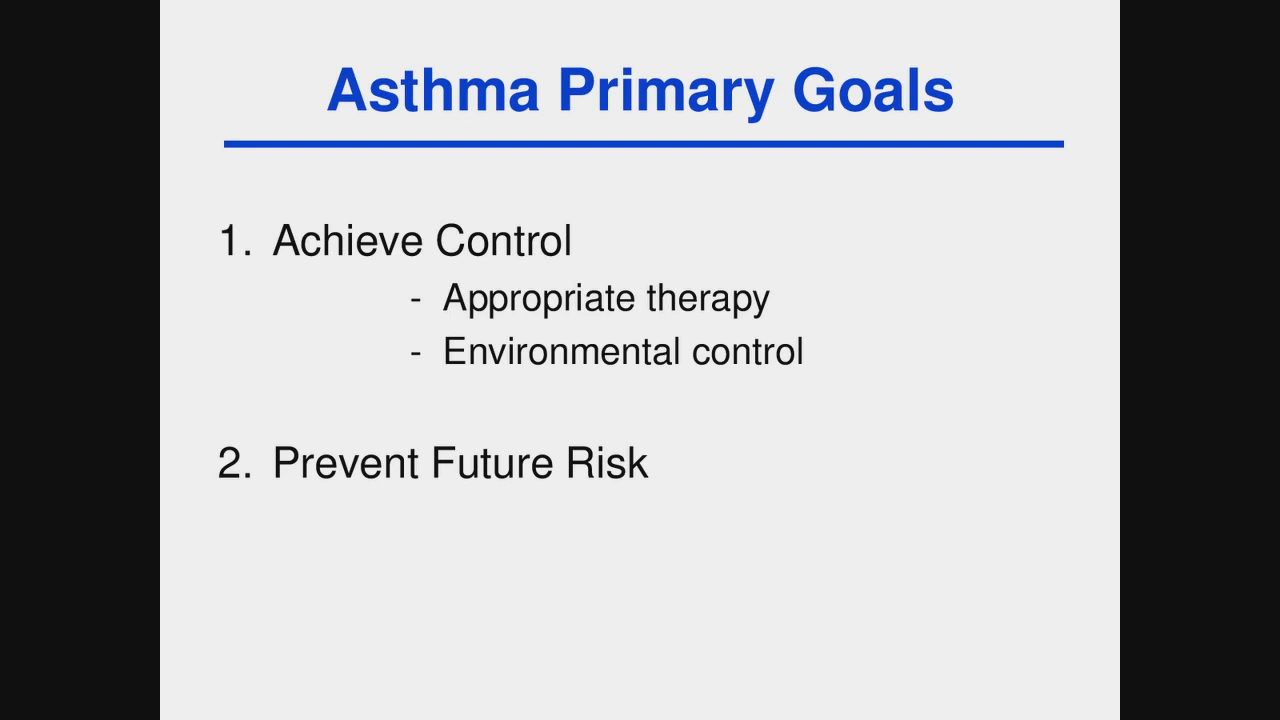 Asthma Primary Goals
1. Achieve Control
- Appropriate therapy
- Environmental control
2. Prevent Future Risk